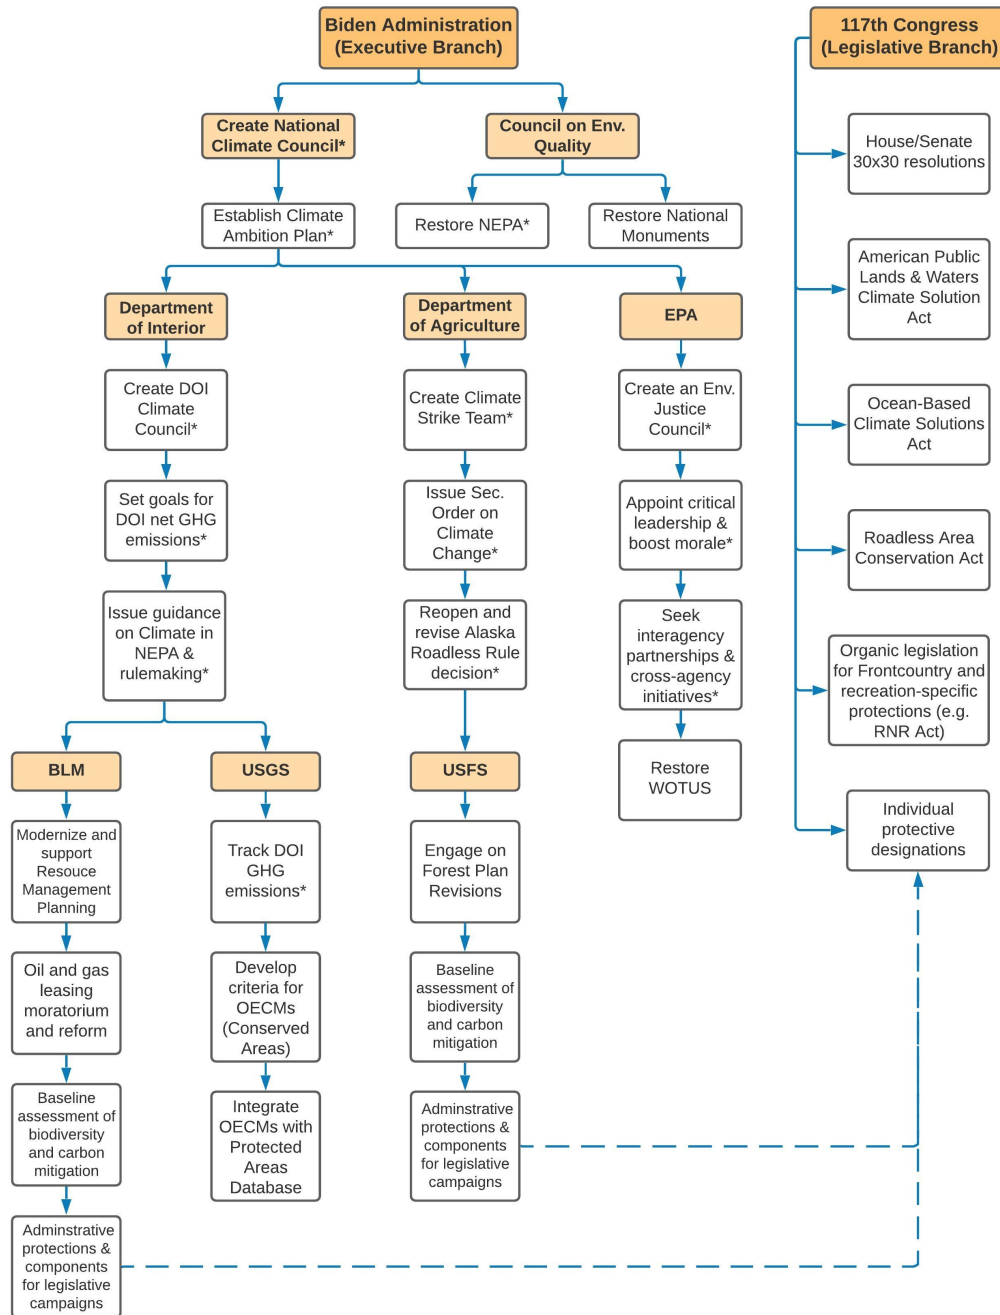 Biden Administration
(Executive Branch)
117th Congress
(Legislative Branch)
Create National
Climate Council*
Council on Env.
Quality
Establish Climate
Ambition Plan*
Restore NEPA*
Restore National
Monuments
Department
of Interior
Department
of Agriculture
EPA
Create DOI
Climate
Council*
Create Climate
Strike Team*
Create an Env.
Justice
Council*
Set goals for
DOI net GHG
emissions*
Issue Sec.
Order on
Climate
Change*
Appoint critical
leadership &
boost morale*
Issue guidance
on Climate in
NEPA &
rulemaking*
Reopen and
revise Alaska
Roadless Rule
decision*
Seek
interagency
partnerships &
cross-agency
initiatives*
BLM
USGS
USFS
Restore
WOTUS
Modernize and
support
Resouce
Management
Planning
Track DOI
GHG
emissions*
Engage on
Forest Plan
Revisions
Oil and gas
leasing
moratorium
and reform
Develop
criteria for
OECMs
(Conserved
Areas)
Baseline
assessment of
biodiversity
and carbon
mitigation
Baseline
assessment of
biodiversity
and carbon
mitigation
Integrate
OECMs with
Protected
Areas
Database
Adminstrative
protections &
components
for legislative
campaigns
Adminstrative
protections &
components
for legislative
campaigns
House/Senate
30x30 resolutions
American Public
Lands & Waters
Climate Solution
Act
Ocean-Based
Climate Solutions
Act
Roadless Area
Conservation Act
Organic legislation
for Frontcountry and
recreation-specific
protections (e.g.
RNR Act)
Individual
protective
designations